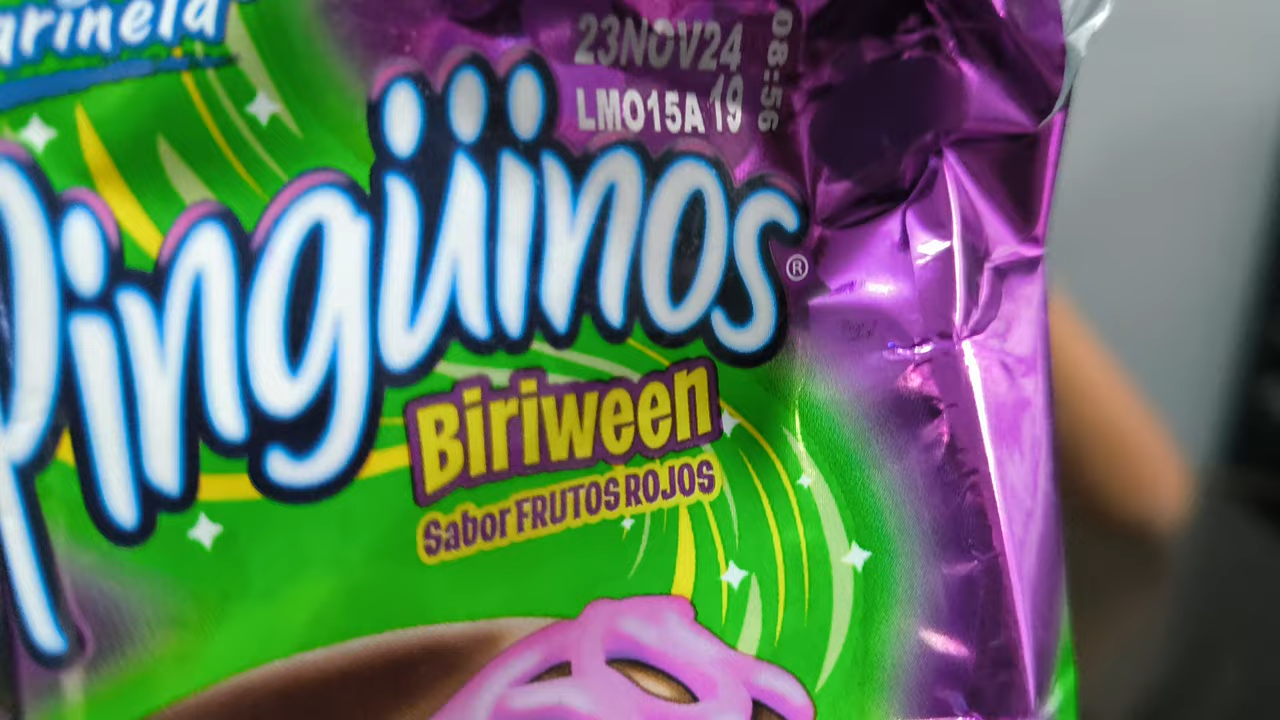 arinela
23NOV24
08:56
LMO15A 19
Pingüinos®
Biriween
Sabor FRUTOS ROJOS